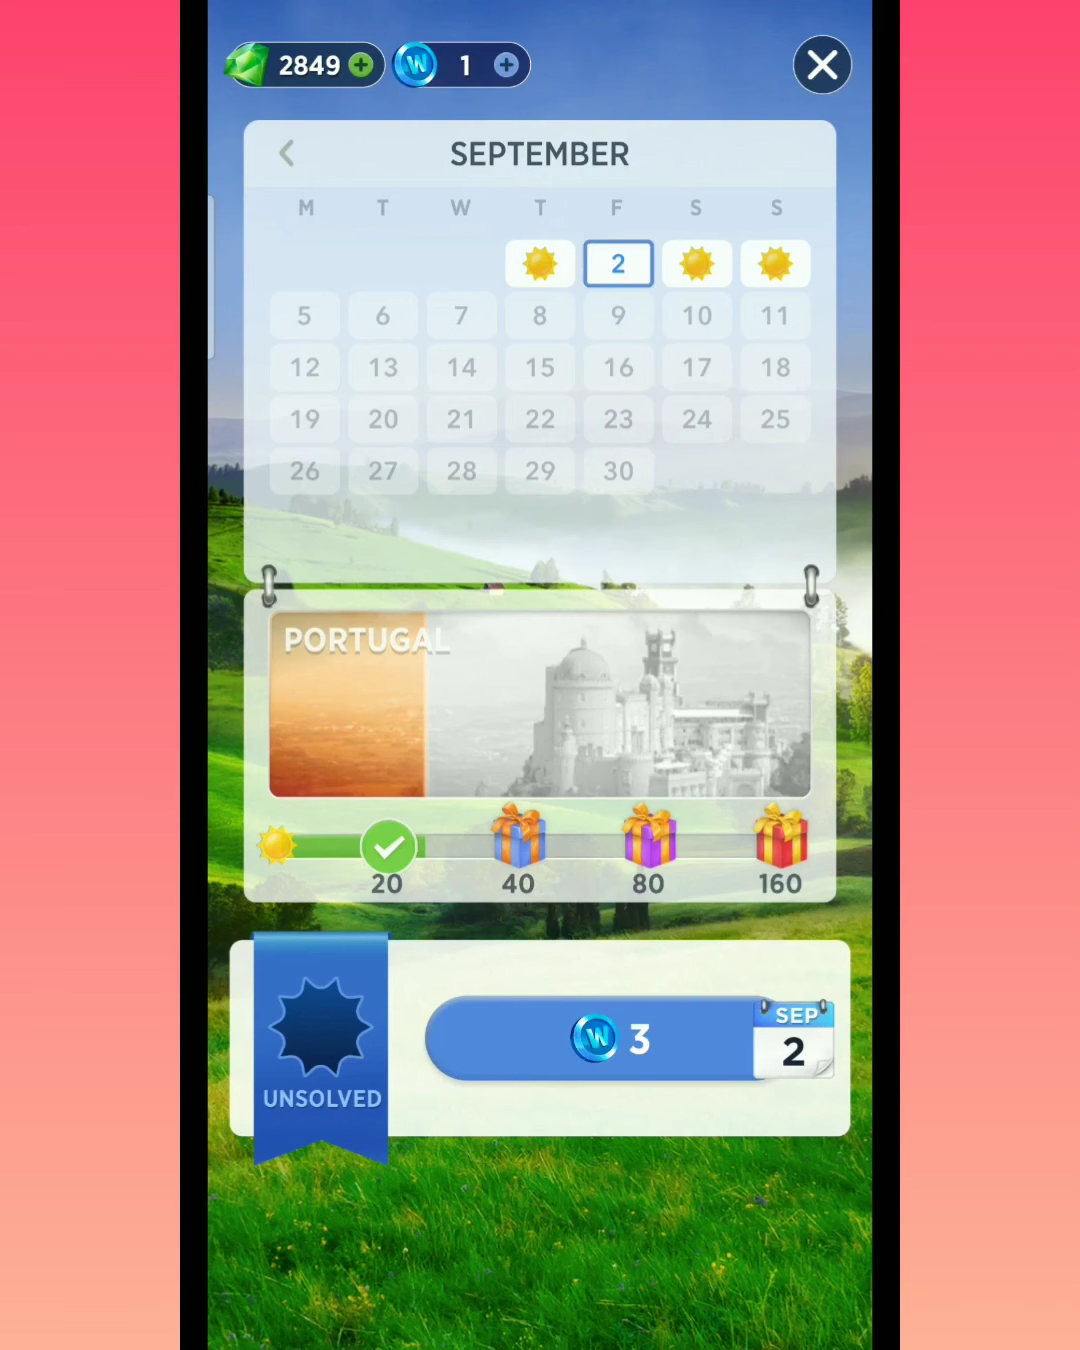 2849 W 1
SEPTEMBER
M T W T F S S
2
5 6 7 8 9 10 11
12 13 14 15 16 17 18
19 20 21 22 23 24 25
26 27 28 29 30
PORTUGAL
20 40 80 160
W 3
SEP
2
UNSOLVED